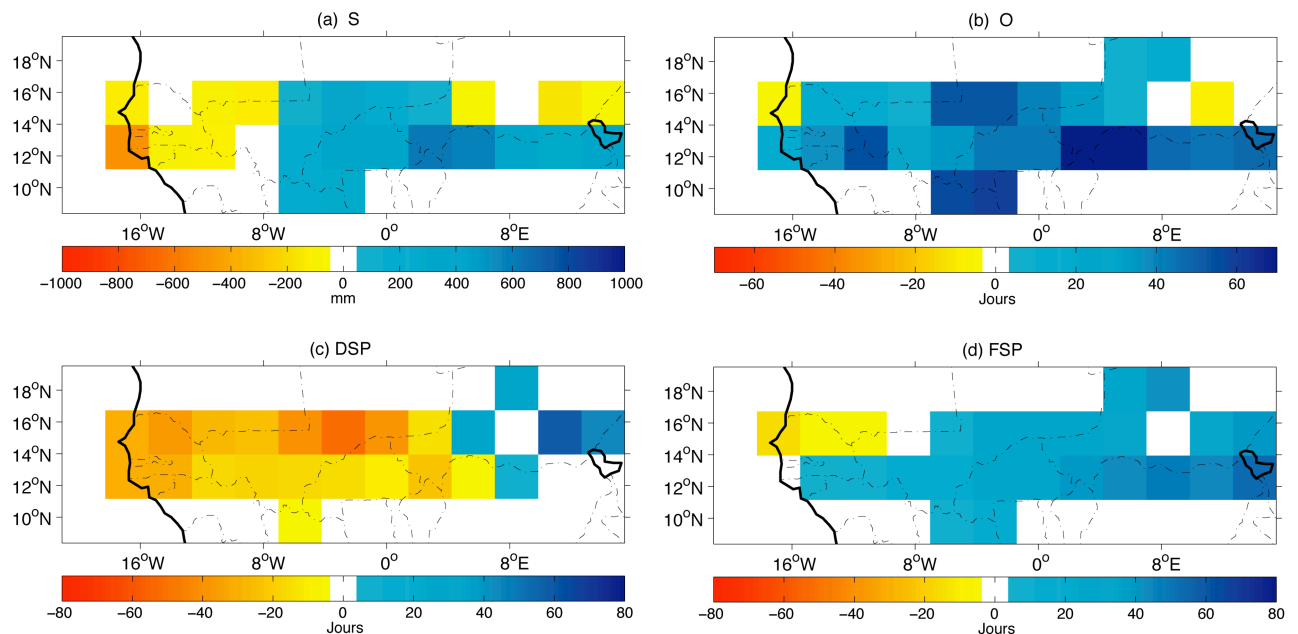 (a) S
(b) O
18°N
16°N
14°N
12°N
10°N
18°N
16°N
14°N
12°N
10°N
16°W 8°W 0° 8°E
16°W 8°W 0° 8°E
−1000 −800 −600 −400 −200 0 200 400 600 800 1000
mm
−60 −40 −20 0 20 40 60
Jours
(c) DSP
(d) FSP
18°N
16°N
14°N
12°N
10°N
18°N
16°N
14°N
12°N
10°N
16°W 8°W 0° 8°E
16°W 8°W 0° 8°E
−80 −60 −40 −20 0 20 40 60 80
Jours
−80 −60 −40 −20 0 20 40 60 80
Jours